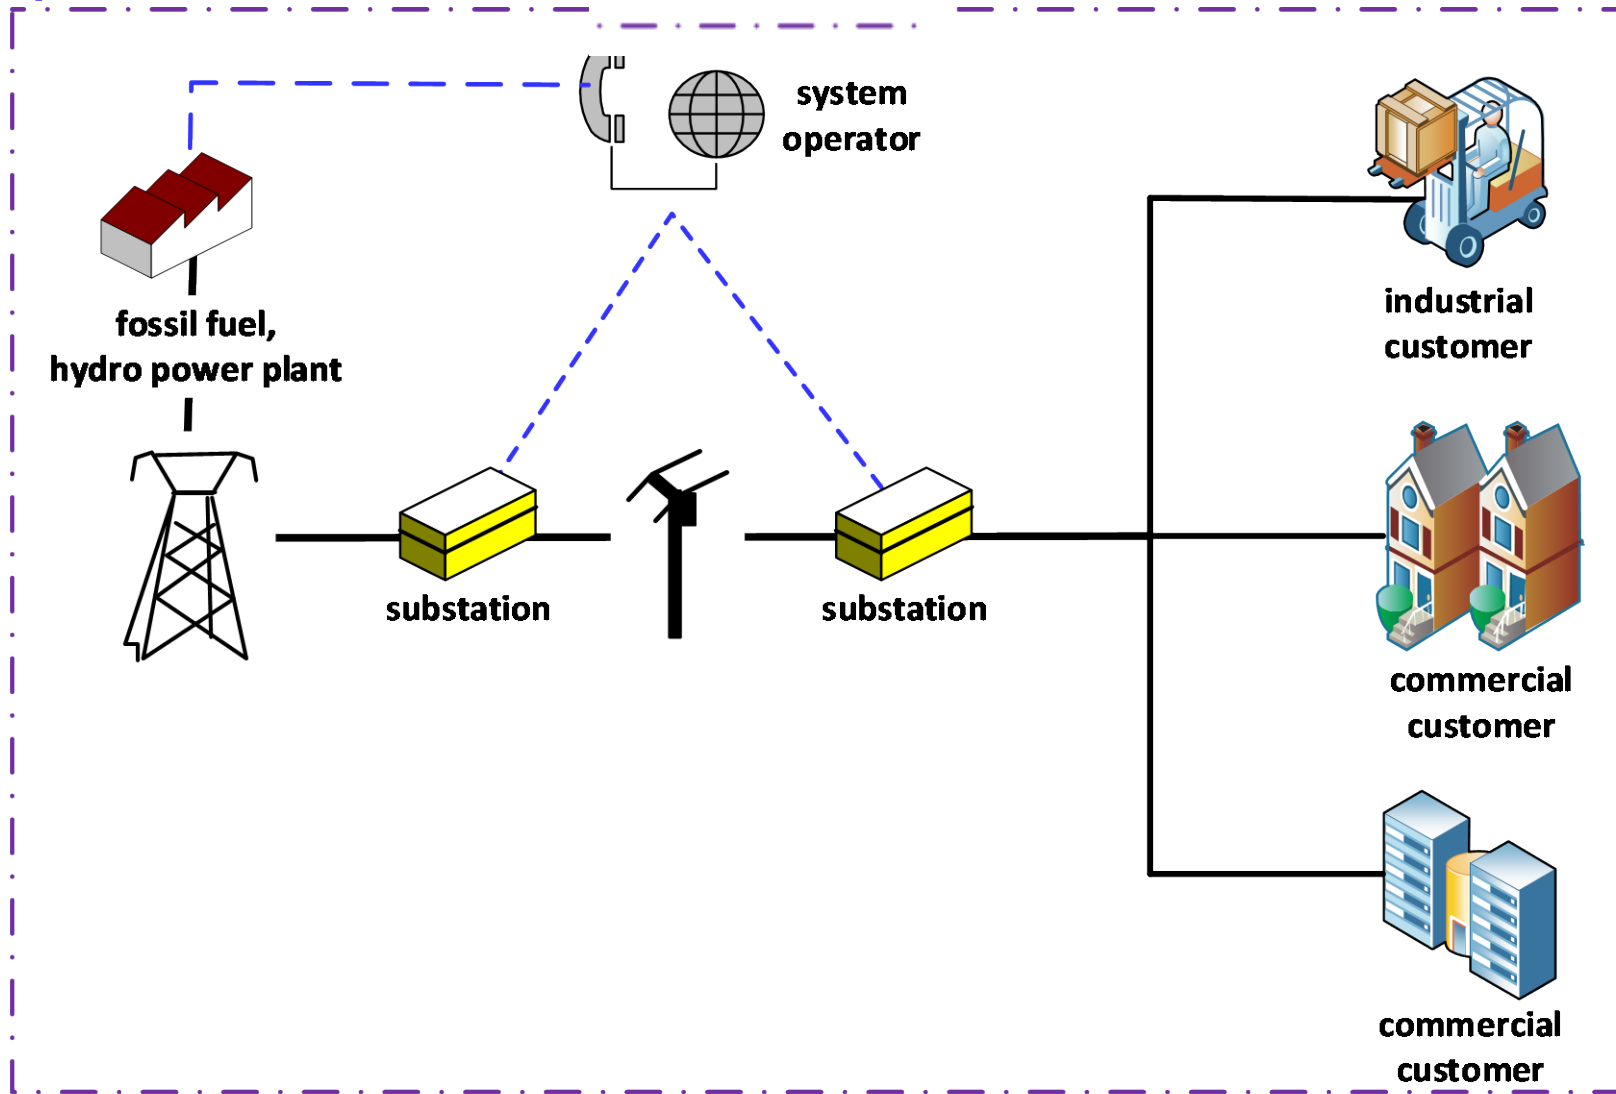 system
operator
fossil fuel,
hydro power plant
industrial
customer
substation
substation
commercial
customer
commercial
customer